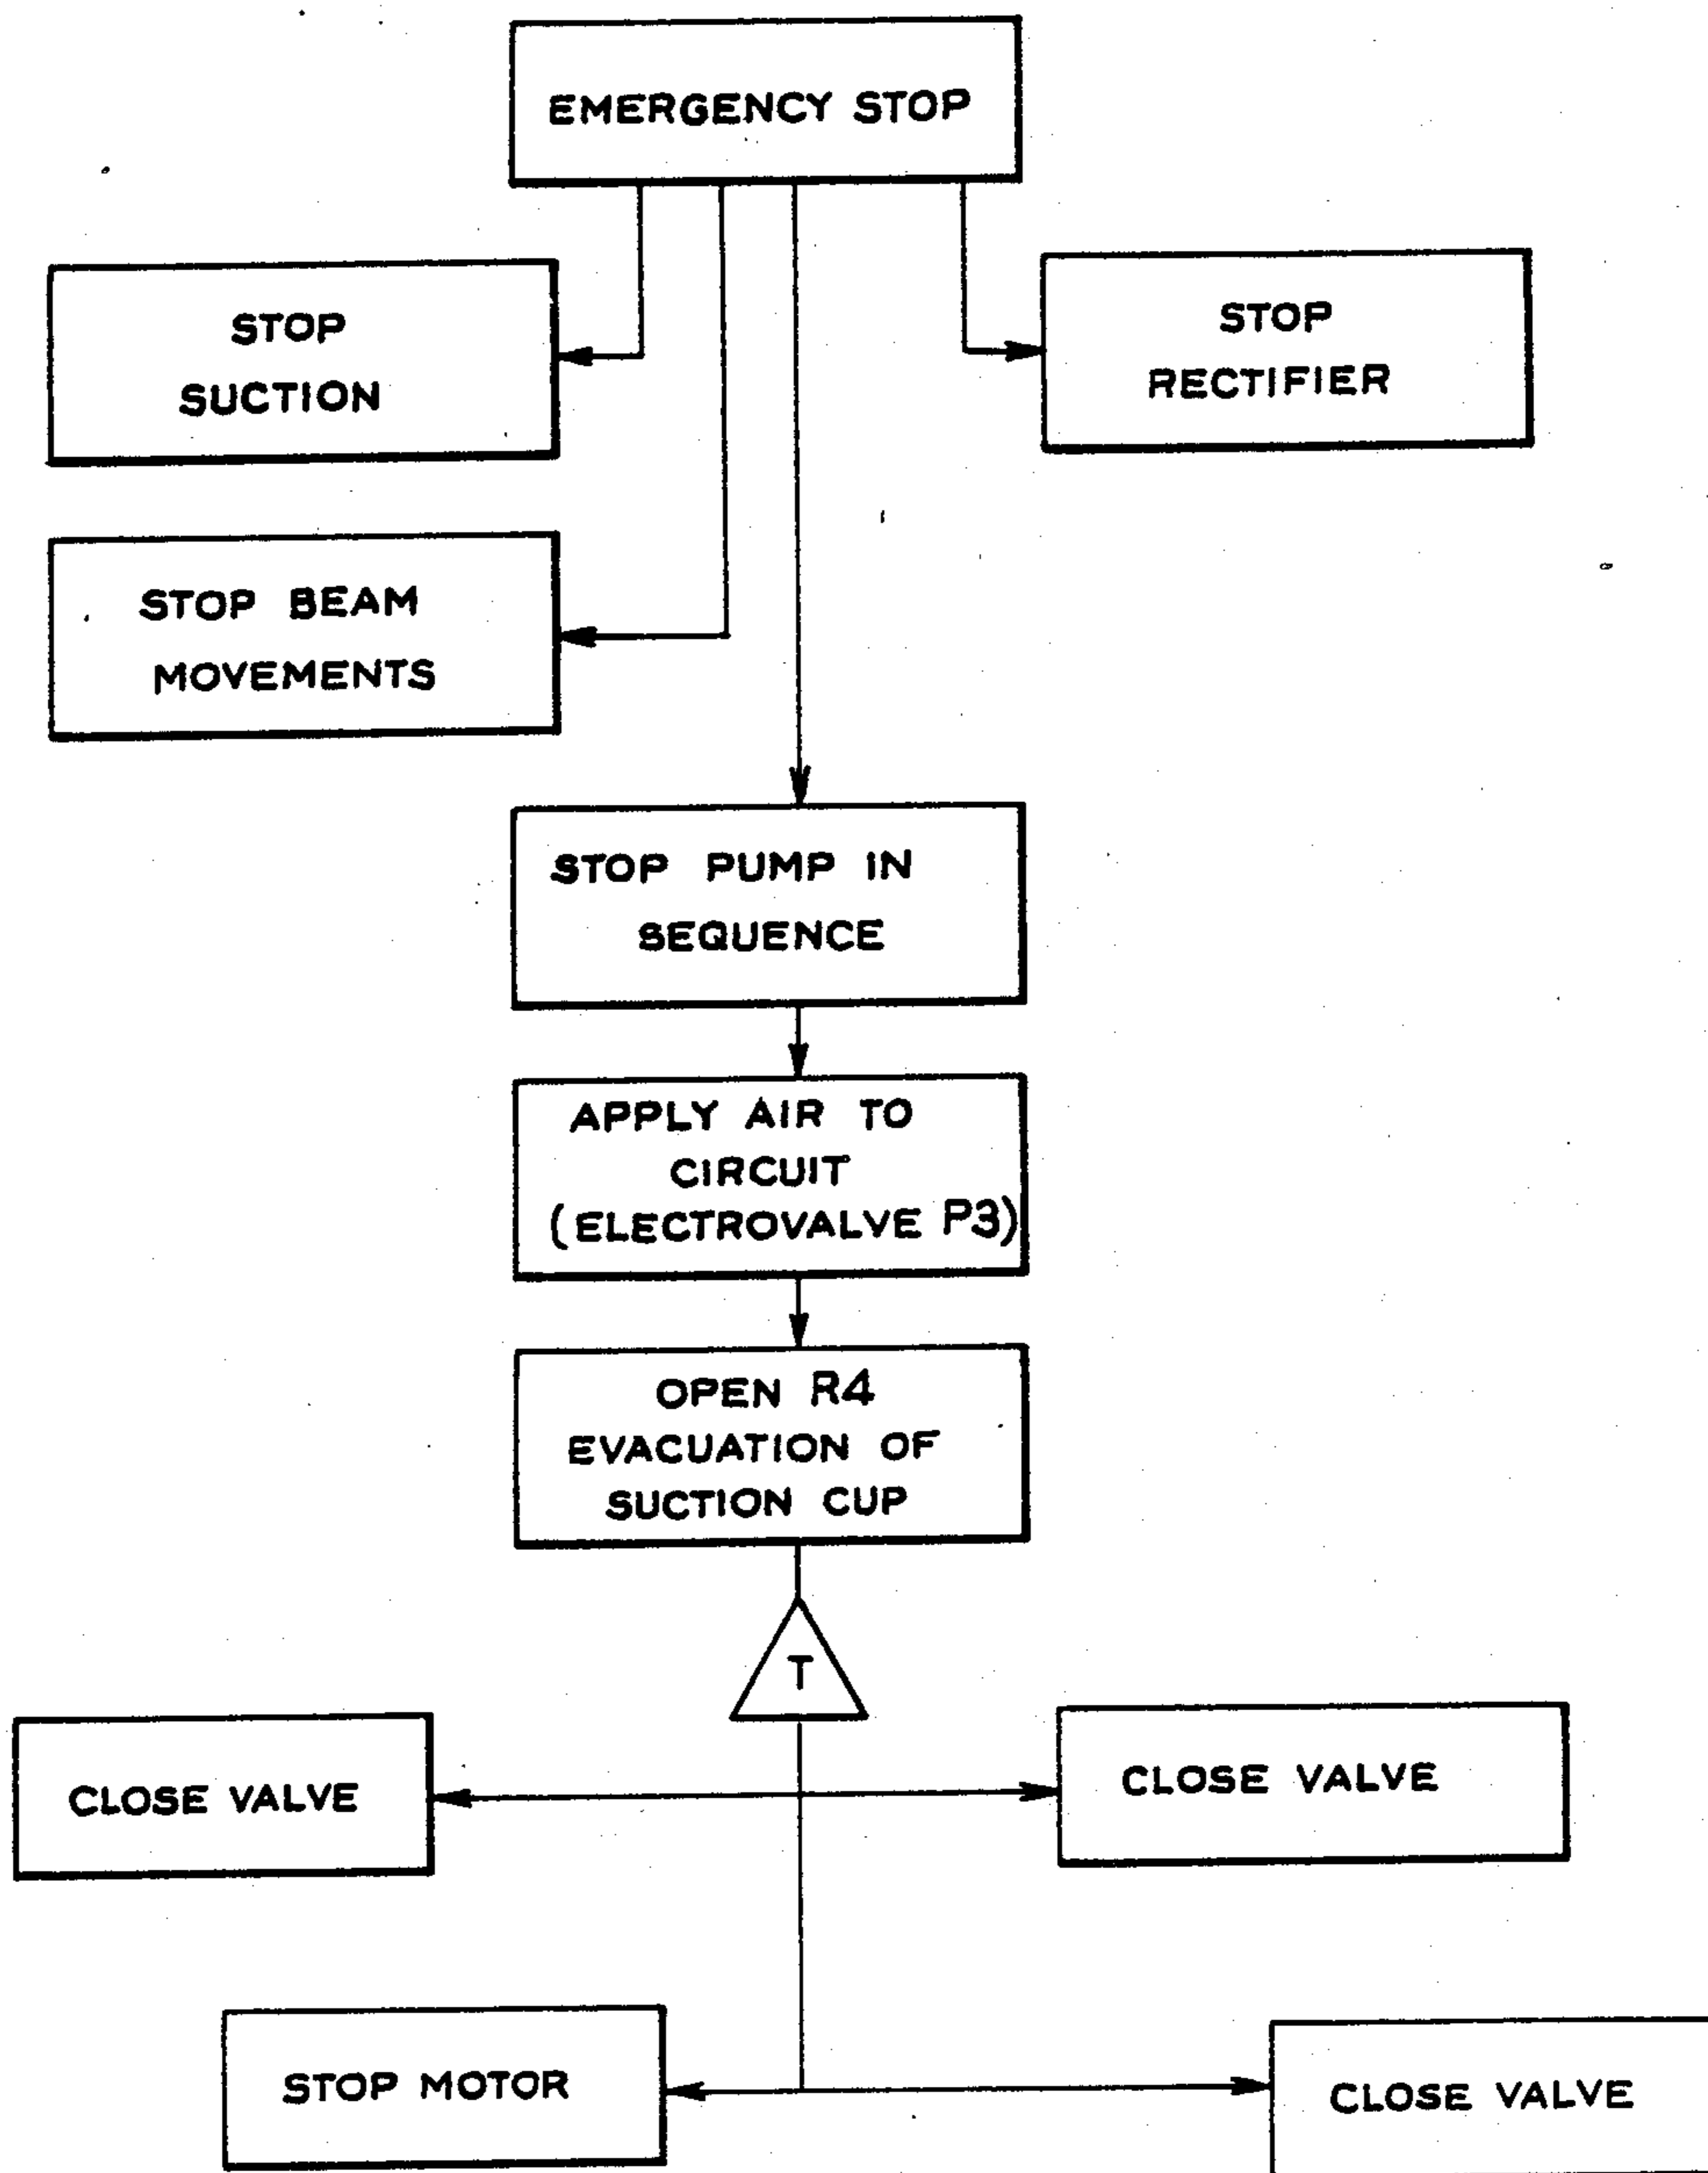 EMERGENCY STOP
STOP
SUCTION
STOP
RECTIFIER
STOP BEAM
MOVEMENTS
STOP PUMP IN
SEQUENCE
APPLY AIR TO
CIRCUIT
(ELECTROVALVE P3)
OPEN R4
EVACUATION OF
SUCTION CUP
T
CLOSE VALVE
CLOSE VALVE
STOP MOTOR
CLOSE VALVE